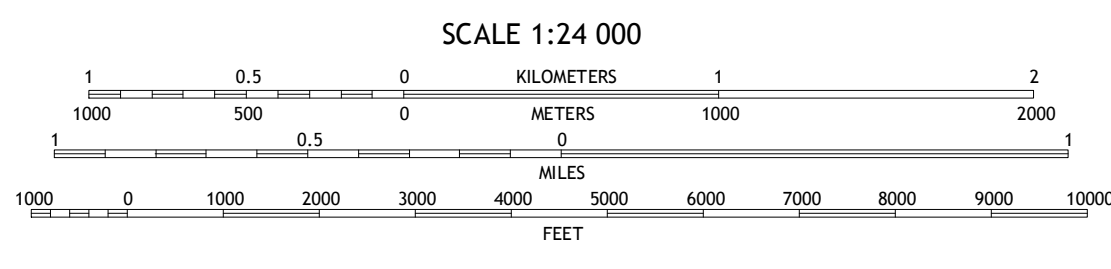 SCALE 1:24 000
1 0.5 0 KILOMETERS 1 2
1000 500 0 METERS 1000 2000
1 0.5 0 1
MILES
1000 0 1000 2000 3000 4000 5000 6000 7000 8000 9000 10000
FEET